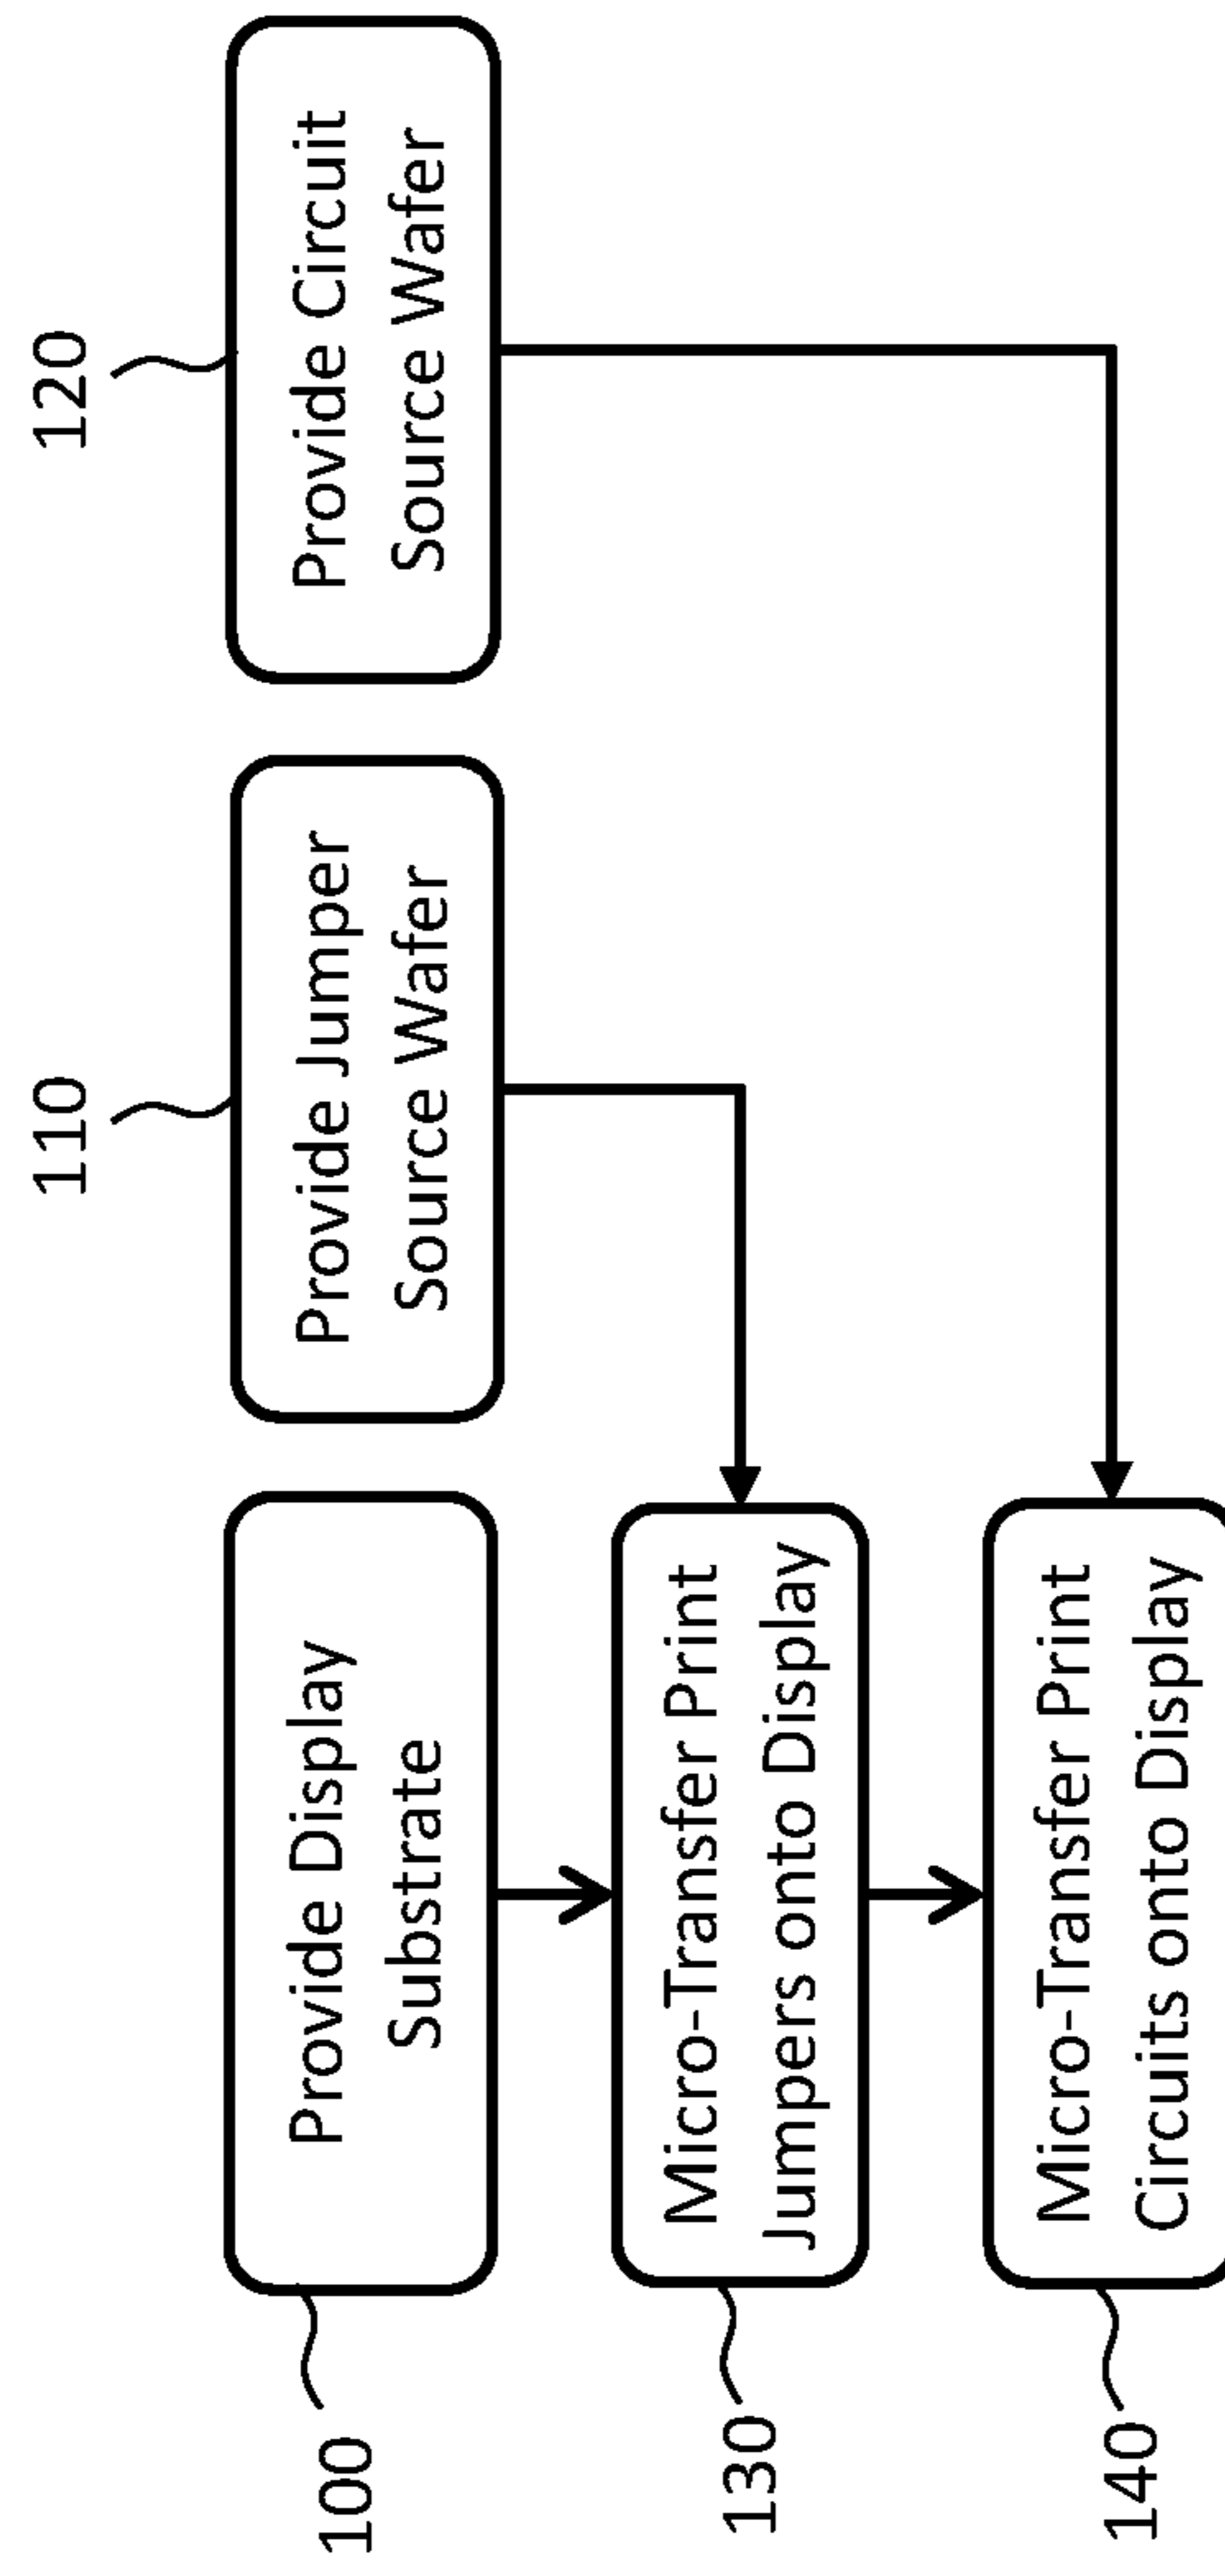 100
Provide Display
Substrate
110
Provide Jumper
Source Wafer
120
Provide Circuit
Source Wafer
130
Micro-Transfer Print
Jumpers onto Display
140
Micro-Transfer Print
Circuits onto Display